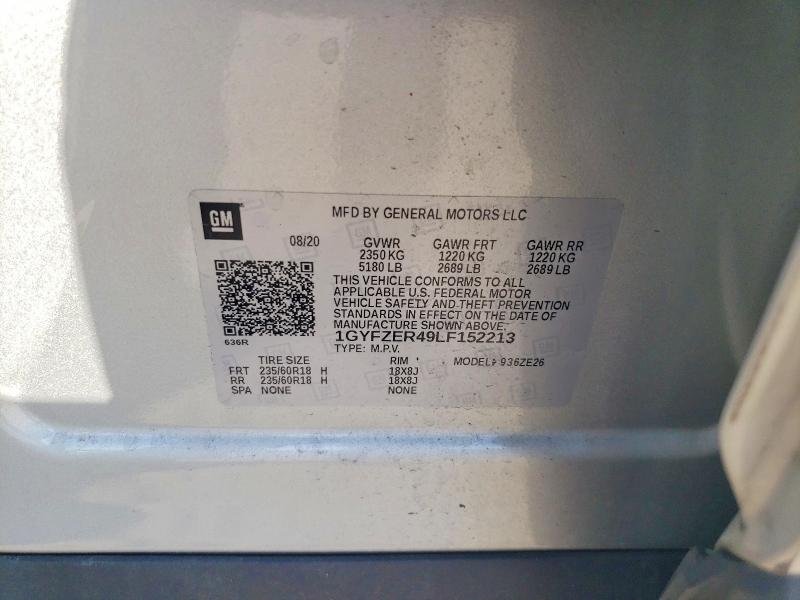 GM
MFD BY GENERAL MOTORS LLC
08/20 GVWR GAWR FRT GAWR RR
2350 KG 1220 KG 1220 KG
5180 LB 2689 LB 2689 LB
THIS VEHICLE CONFORMS TO ALL
APPLICABLE U.S. FEDERAL MOTOR
VEHICLE SAFETY AND THEFT PREVENTION
STANDARDS IN EFFECT ON THE DATE OF
MANUFACTURE SHOWN ABOVE.
636R 1GYFZER49LF152213
TYPE: M.P.V.
TIRE SIZE RIM MODEL: 936ZE26
FRT 235/60R18 H 18X8J
RR 235/60R18 H 18X8J
SPA NONE NONE